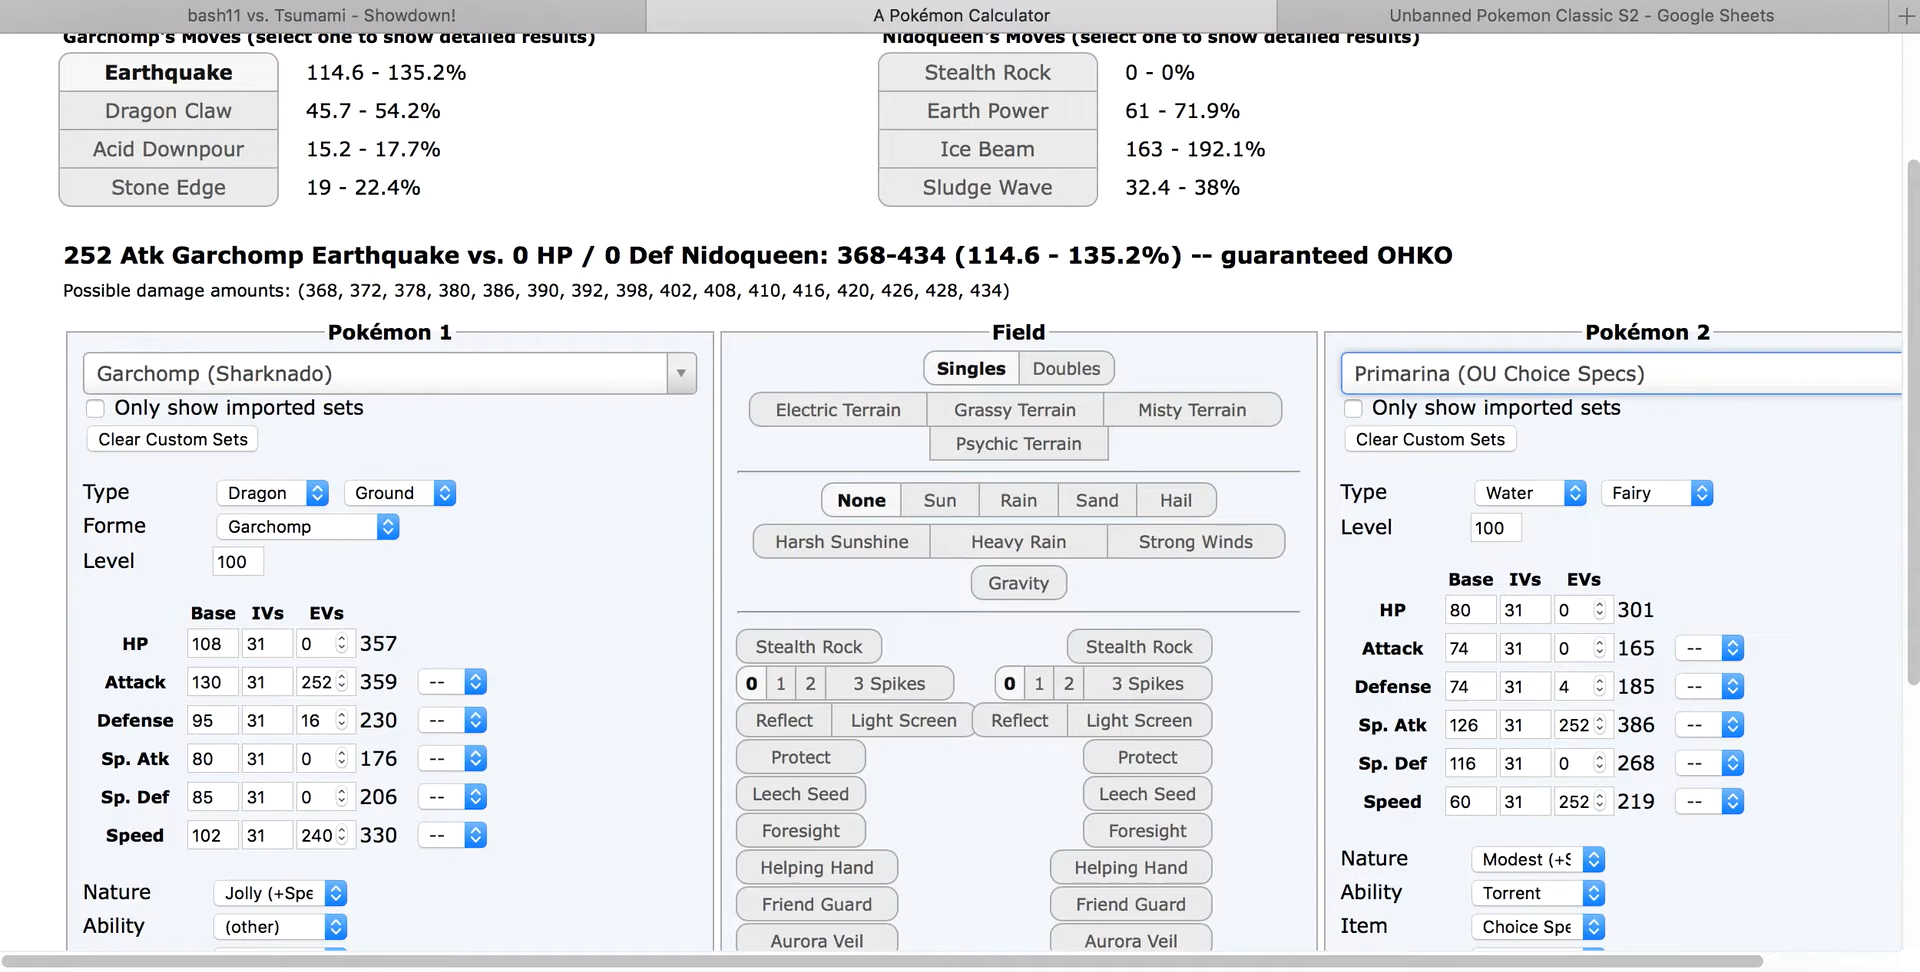 bash11 vs. Tsumami - Showdown!
A Pokémon Calculator
Unbanned Pokemon Classic S2 - Google Sheets
Garchomp's Moves (select one to show detailed results)
Nidoqueen's Moves (select one to show detailed results)
Earthquake 114.6 - 135.2% Stealth Rock 0 - 0%
Dragon Claw 45.7 - 54.2% Earth Power 61 - 71.9%
Acid Downpour 15.2 - 17.7% Ice Beam 163 - 192.1%
Stone Edge 19 - 22.4% Sludge Wave 32.4 - 38%
252 Atk Garchomp Earthquake vs. 0 HP / 0 Def Nidoqueen: 368-434 (114.6 - 135.2%) -- guaranteed OHKO
Possible damage amounts: (368, 372, 378, 380, 386, 390, 392, 398, 402, 408, 410, 416, 420, 426, 428, 434)
Pokémon 1
Garchomp (Sharknado)
Only show imported sets
Clear Custom Sets
Type Dragon Ground
Forme Garchomp
Level 100
Base IVs EVs
HP 108 31 0 357
Attack 130 31 252 359 --
Defense 95 31 16 230 --
Sp. Atk 80 31 0 176 --
Sp. Def 85 31 0 206 --
Speed 102 31 240 330 --
Nature Jolly (+Spe
Ability (other)
Field
Singles Doubles
Electric Terrain Grassy Terrain Misty Terrain
Psychic Terrain
None Sun Rain Sand Hail
Harsh Sunshine Heavy Rain Strong Winds
Gravity
Stealth Rock Stealth Rock
0 1 2 3 Spikes 0 1 2 3 Spikes
Reflect Light Screen Reflect Light Screen
Protect Protect
Leech Seed Leech Seed
Foresight Foresight
Helping Hand Helping Hand
Friend Guard Friend Guard
Aurora Veil Aurora Veil
Pokémon 2
Primarina (OU Choice Specs)
Only show imported sets
Clear Custom Sets
Type Water Fairy
Level 100
Base IVs EVs
HP 80 31 0 301
Attack 74 31 0 165 --
Defense 74 31 4 185 --
Sp. Atk 126 31 252 386 --
Sp. Def 116 31 0 268 --
Speed 60 31 252 219 --
Nature Modest (+S
Ability Torrent
Item Choice Spe